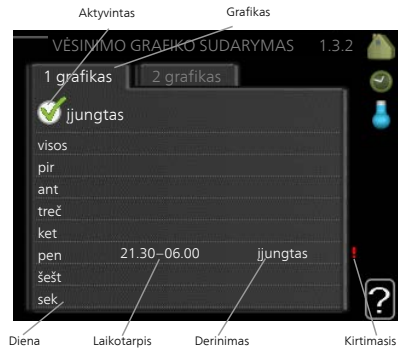 Aktyvintas Grafikas
VĖSINIMO GRAFIKO SUDARYMAS 1.3.2
1 grafikas 2 grafikas
įjungtas
visos
pir
ant
treč
ket
pen 21.30–06.00 įjungtas !
šešt
sek ?
Diena Laikotarpis Derinimas Kirtimasis